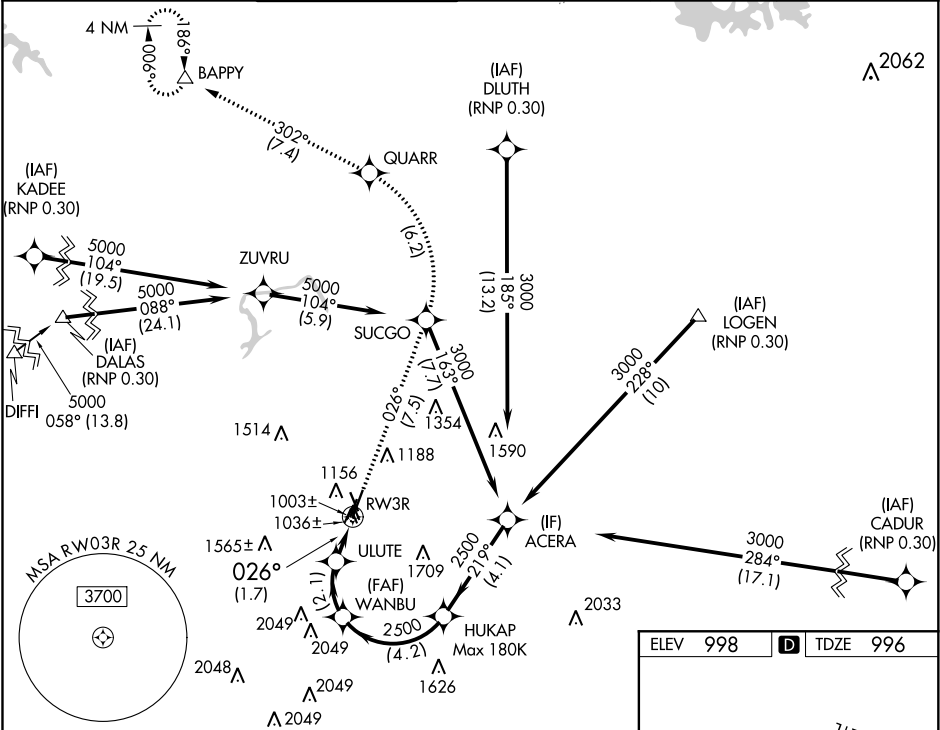 4 NM
006°
186°
BAPPY
2062
(IAF)
DLUTH
(RNP 0.30)
302°
(7.4)
QUARR
(IAF)
KADEE
(RNP 0.30)
(6.2)
5000
104°
(19.5)
ZUVRU
3000
185°
(13.2)
5000
088°
(24.1)
5000
104°
(5.9)
(IAF)
LOGEN
(RNP 0.30)
SUCGO
(IAF)
DALAS
(RNP 0.30)
3000
163°
(7.7)
3000
228°
(10)
DIFFI
5000
058° (13.8)
026°
(7.5)
1354
1514
1590
1188
1156
1003±
RW3R
1036±
(IF)
ACERA
(IAF)
CADUR
(RNP 0.30)
1565±
ULUTE
2500
219°
(4.1)
3000
284°
(17.1)
MSA RW03R 25 NM
026°
(1.7)
1709
3700
(2.1)
(FAF)
WANBU
2033
2049
2500
(4.2)
HUKAP
Max 180K
2049
ELEV 998
D
TDZE 996
2048
1626
2049
2049